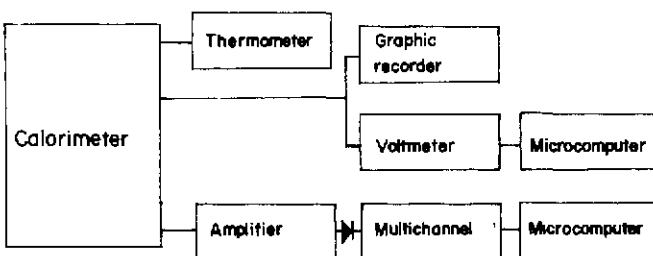 Thermometer
Graphic
recorder
Calorimeter
Voltmeter
Microcomputer
Amplifier
Multichannel
Microcomputer